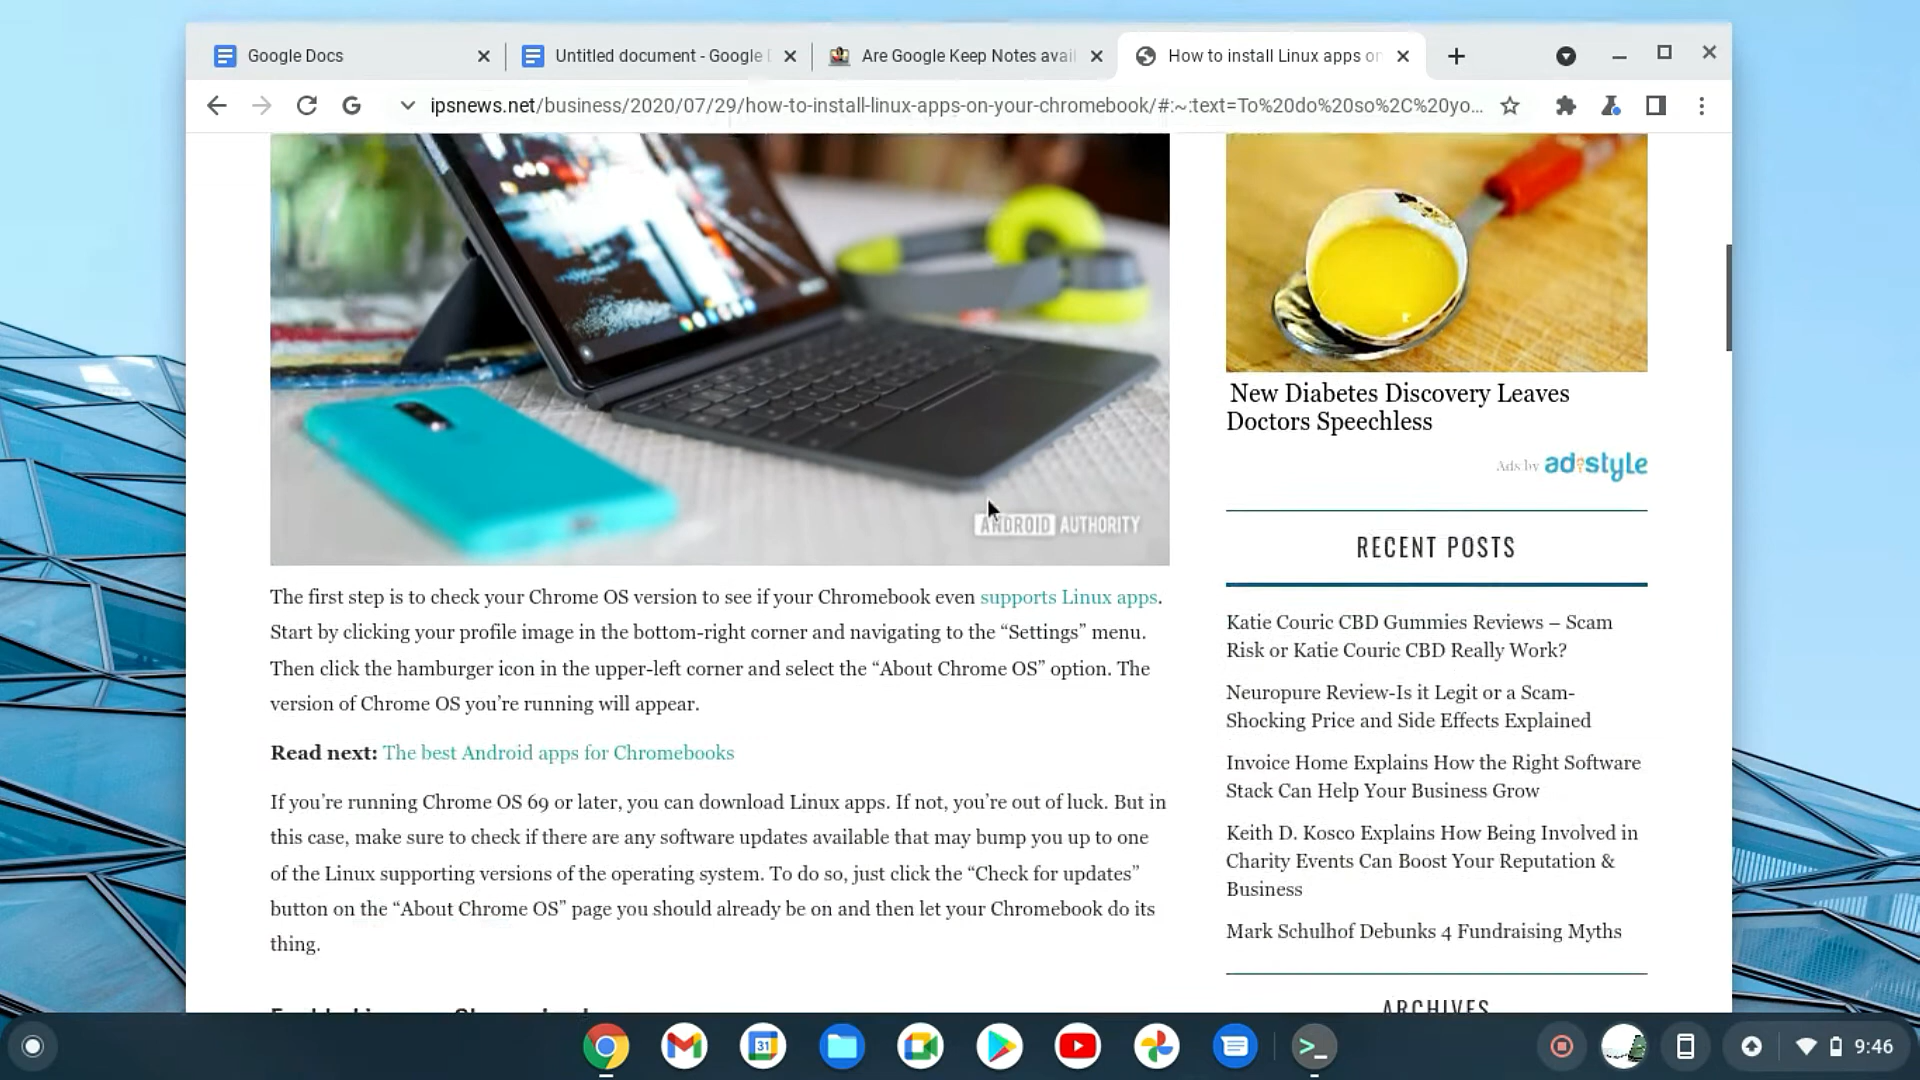 Google Docs
Untitled document - Google D
Are Google Keep Notes avai
How to install Linux apps on
ipsnews.net/business/2020/07/29/how-to-install-linux-apps-on-your-chromebook/#:~:text=To%20do%20so%2C%20yo...
ANDROID AUTHORITY
The first step is to check your Chrome OS version to see if your Chromebook even supports Linux apps.
Start by clicking your profile image in the bottom-right corner and navigating to the “Settings” menu.
Then click the hamburger icon in the upper-left corner and select the “About Chrome OS” option. The
version of Chrome OS you’re running will appear.
Read next: The best Android apps for Chromebooks
If you’re running Chrome OS 69 or later, you can download Linux apps. If not, you’re out of luck. But in
this case, make sure to check if there are any software updates available that may bump you up to one
of the Linux supporting versions of the operating system. To do so, just click the “Check for updates”
button on the “About Chrome OS” page you should already be on and then let your Chromebook do its
thing.
New Diabetes Discovery Leaves
Doctors Speechless
Ads by adstyle
RECENT POSTS
Katie Couric CBD Gummies Reviews – Scam
Risk or Katie Couric CBD Really Work?
Neuropure Review-Is it Legit or a Scam-
Shocking Price and Side Effects Explained
Invoice Home Explains How the Right Software
Stack Can Help Your Business Grow
Keith D. Kosco Explains How Being Involved in
Charity Events Can Boost Your Reputation &
Business
Mark Schulhof Debunks 4 Fundraising Myths
ARCHIVES
31
9:46